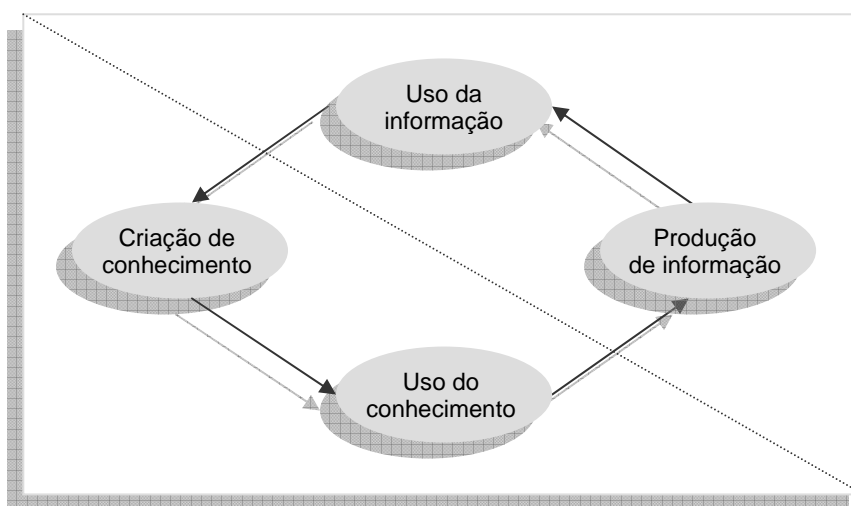 Uso da
informação
Criação de
conhecimento
Produção
de informação
Uso do
conhecimento